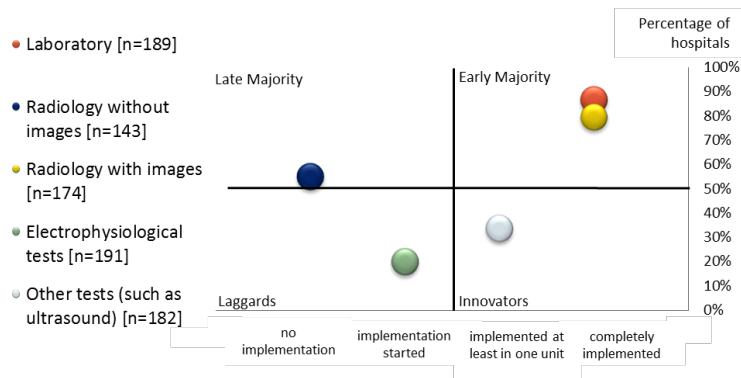 Percentage of
hospitals
Laboratory [n=189]
Radiology without
images [n=143]
Radiology with images
[n=174]
Electrophysiological
tests [n=191]
Other tests (such as
ultrasound) [n=182]
Late Majority
Early Majority
Laggards
Innovators
100%
90%
80%
70%
60%
50%
40%
30%
20%
10%
0%
no
implementation
implementation
started
implemented at
least in one unit
completely
implemented